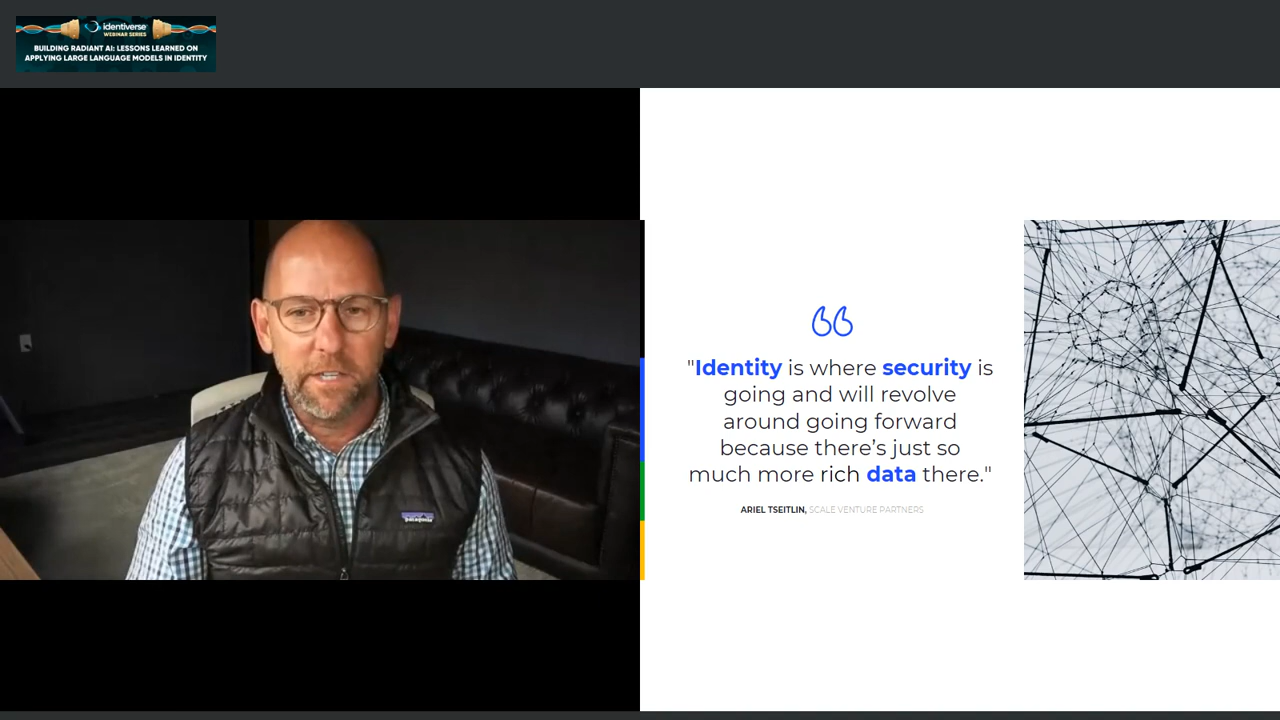 identiverse
WEBINAR SERIES
BUILDING RADIANT AI: LESSONS LEARNED ON
APPLYING LARGE LANGUAGE MODELS IN IDENTITY
"Identity is where security is
going and will revolve
around going forward
because there’s just so
much more rich data there."
ARIEL TSEITLIN, SCALE VENTURE PARTNERS
patagonia